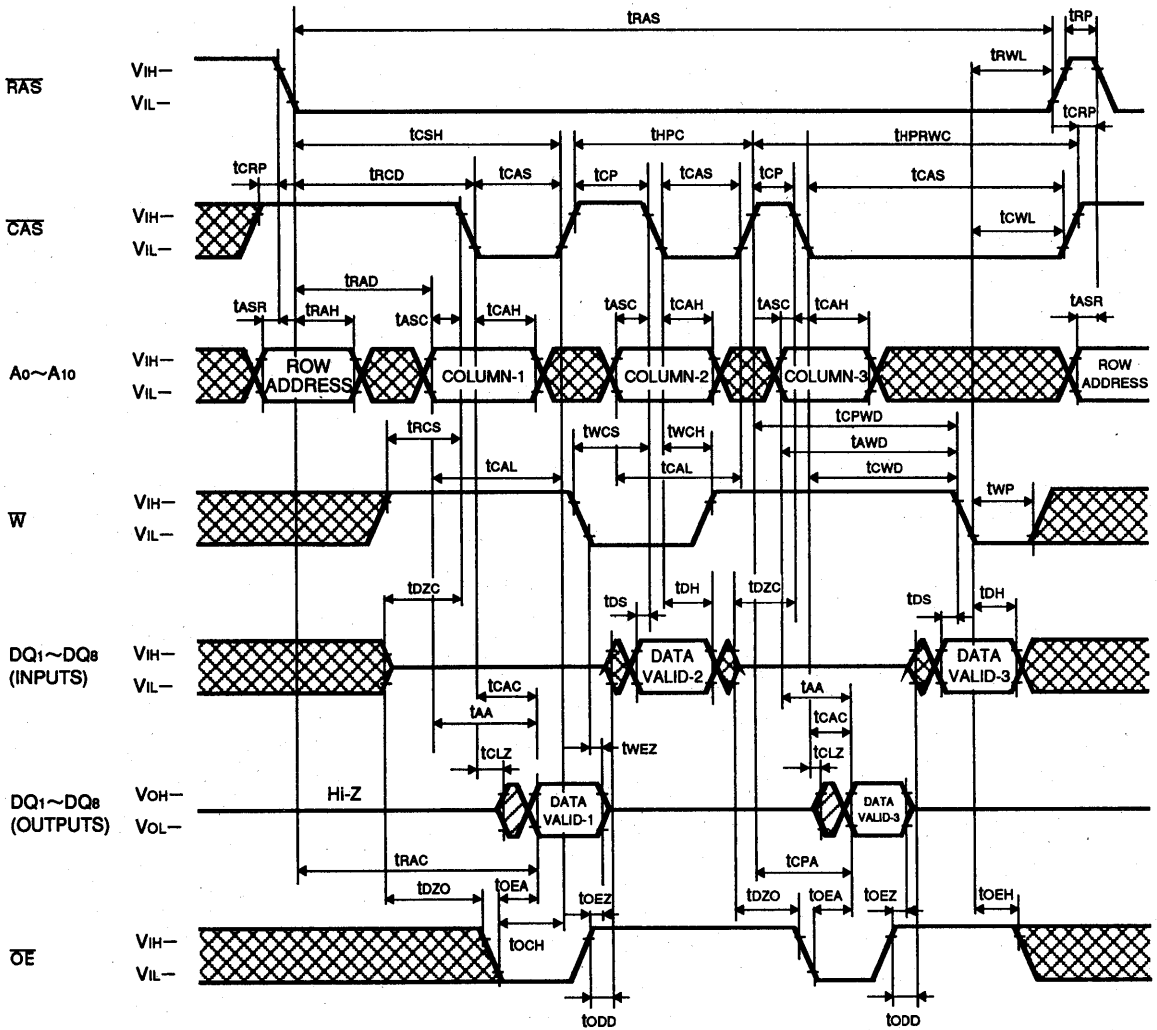 tRAS
tRP
tRWL
RAS
VIH–
VIL–
tCRP
tCSH
tHPC
tHPRWC
tCRP
tRCD
tCAS
tCP
tCAS
tCP
tCAS
CAS
VIH–
VIL–
tCWL
tRAD
tASR
tRAH
tASC
tCAH
tASC
tCAH
tASC
tCAH
tASR
A0~A10
VIH–
VIL–
ROW
ADDRESS
COLUMN-1
COLUMN-2
COLUMN-3
ROW
ADDRESS
tCPWD
tRCS
tWCS
tWCH
tAWD
tCAL
tCAL
tCWD
W
VIH–
VIL–
tWP
tDZC
tDS
tDH
tDZC
tDS
tDH
DQ1~DQ8
(INPUTS)
VIH–
VIL–
DATA
VALID-2
DATA
VALID-3
tCAC
tAA
tCLZ
tWEZ
tAA
tCAC
tCLZ
DQ1~DQ8
(OUTPUTS)
VOH–
VOL–
Hi-Z
DATA
VALID-1
DATA
VALID-3
tRAC
tCPA
tDZO
tOEA
tOEZ
tDZO
tOEA
tOEZ
tOEH
tOCH
OE
VIH–
VIL–
tODD
tODD